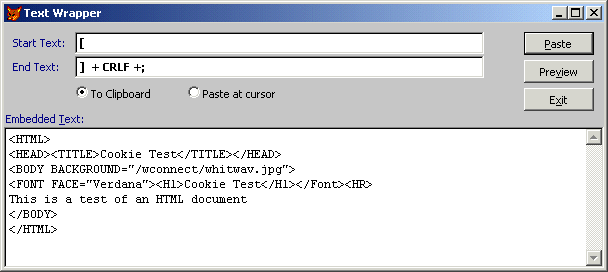 Text Wrapper
Start Text: [
Paste
End Text: ] + CRLF +;
Preview
To Clipboard Paste at cursor
Exit
Embedded Text:
<HTML>
<HEAD><TITLE>Cookie Test</TITLE></HEAD>
<BODY BACKGROUND="/wconnect/whitwav.jpg">
<FONT FACE="Verdana"><H1>Cookie Test</H1></Font><HR>
This is a test of an HTML document
</BODY>
</HTML>